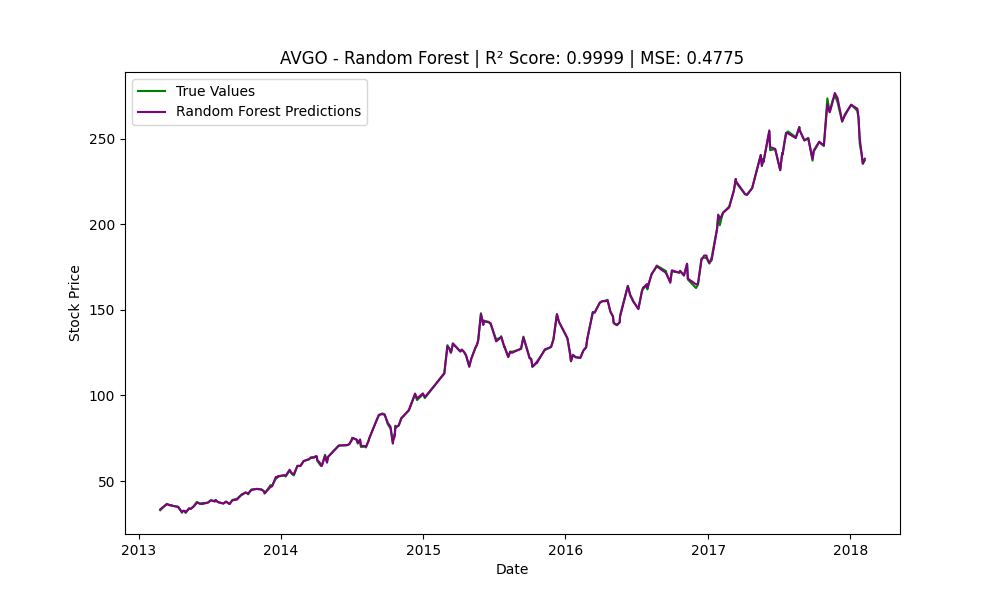 AVGO - Random Forest | R² Score: 0.9999 | MSE: 0.4775
True Values
Random Forest Predictions
250
200
150
100
50
Stock Price
2013 2014 2015 2016 2017 2018
Date